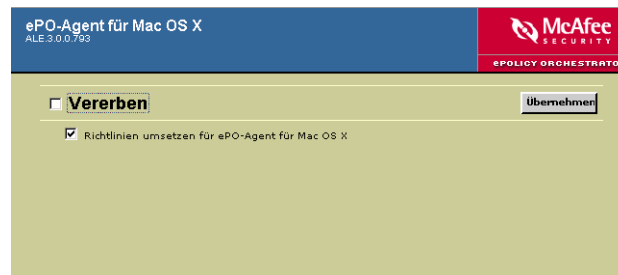 ePO-Agent für Mac OS X
ALE.3.0.0.793
McAfee
SECURITY
ePOLICY ORCHESTRATO
Vererben
Übernehmen
Richtlinien umsetzen für ePO-Agent für Mac OS X